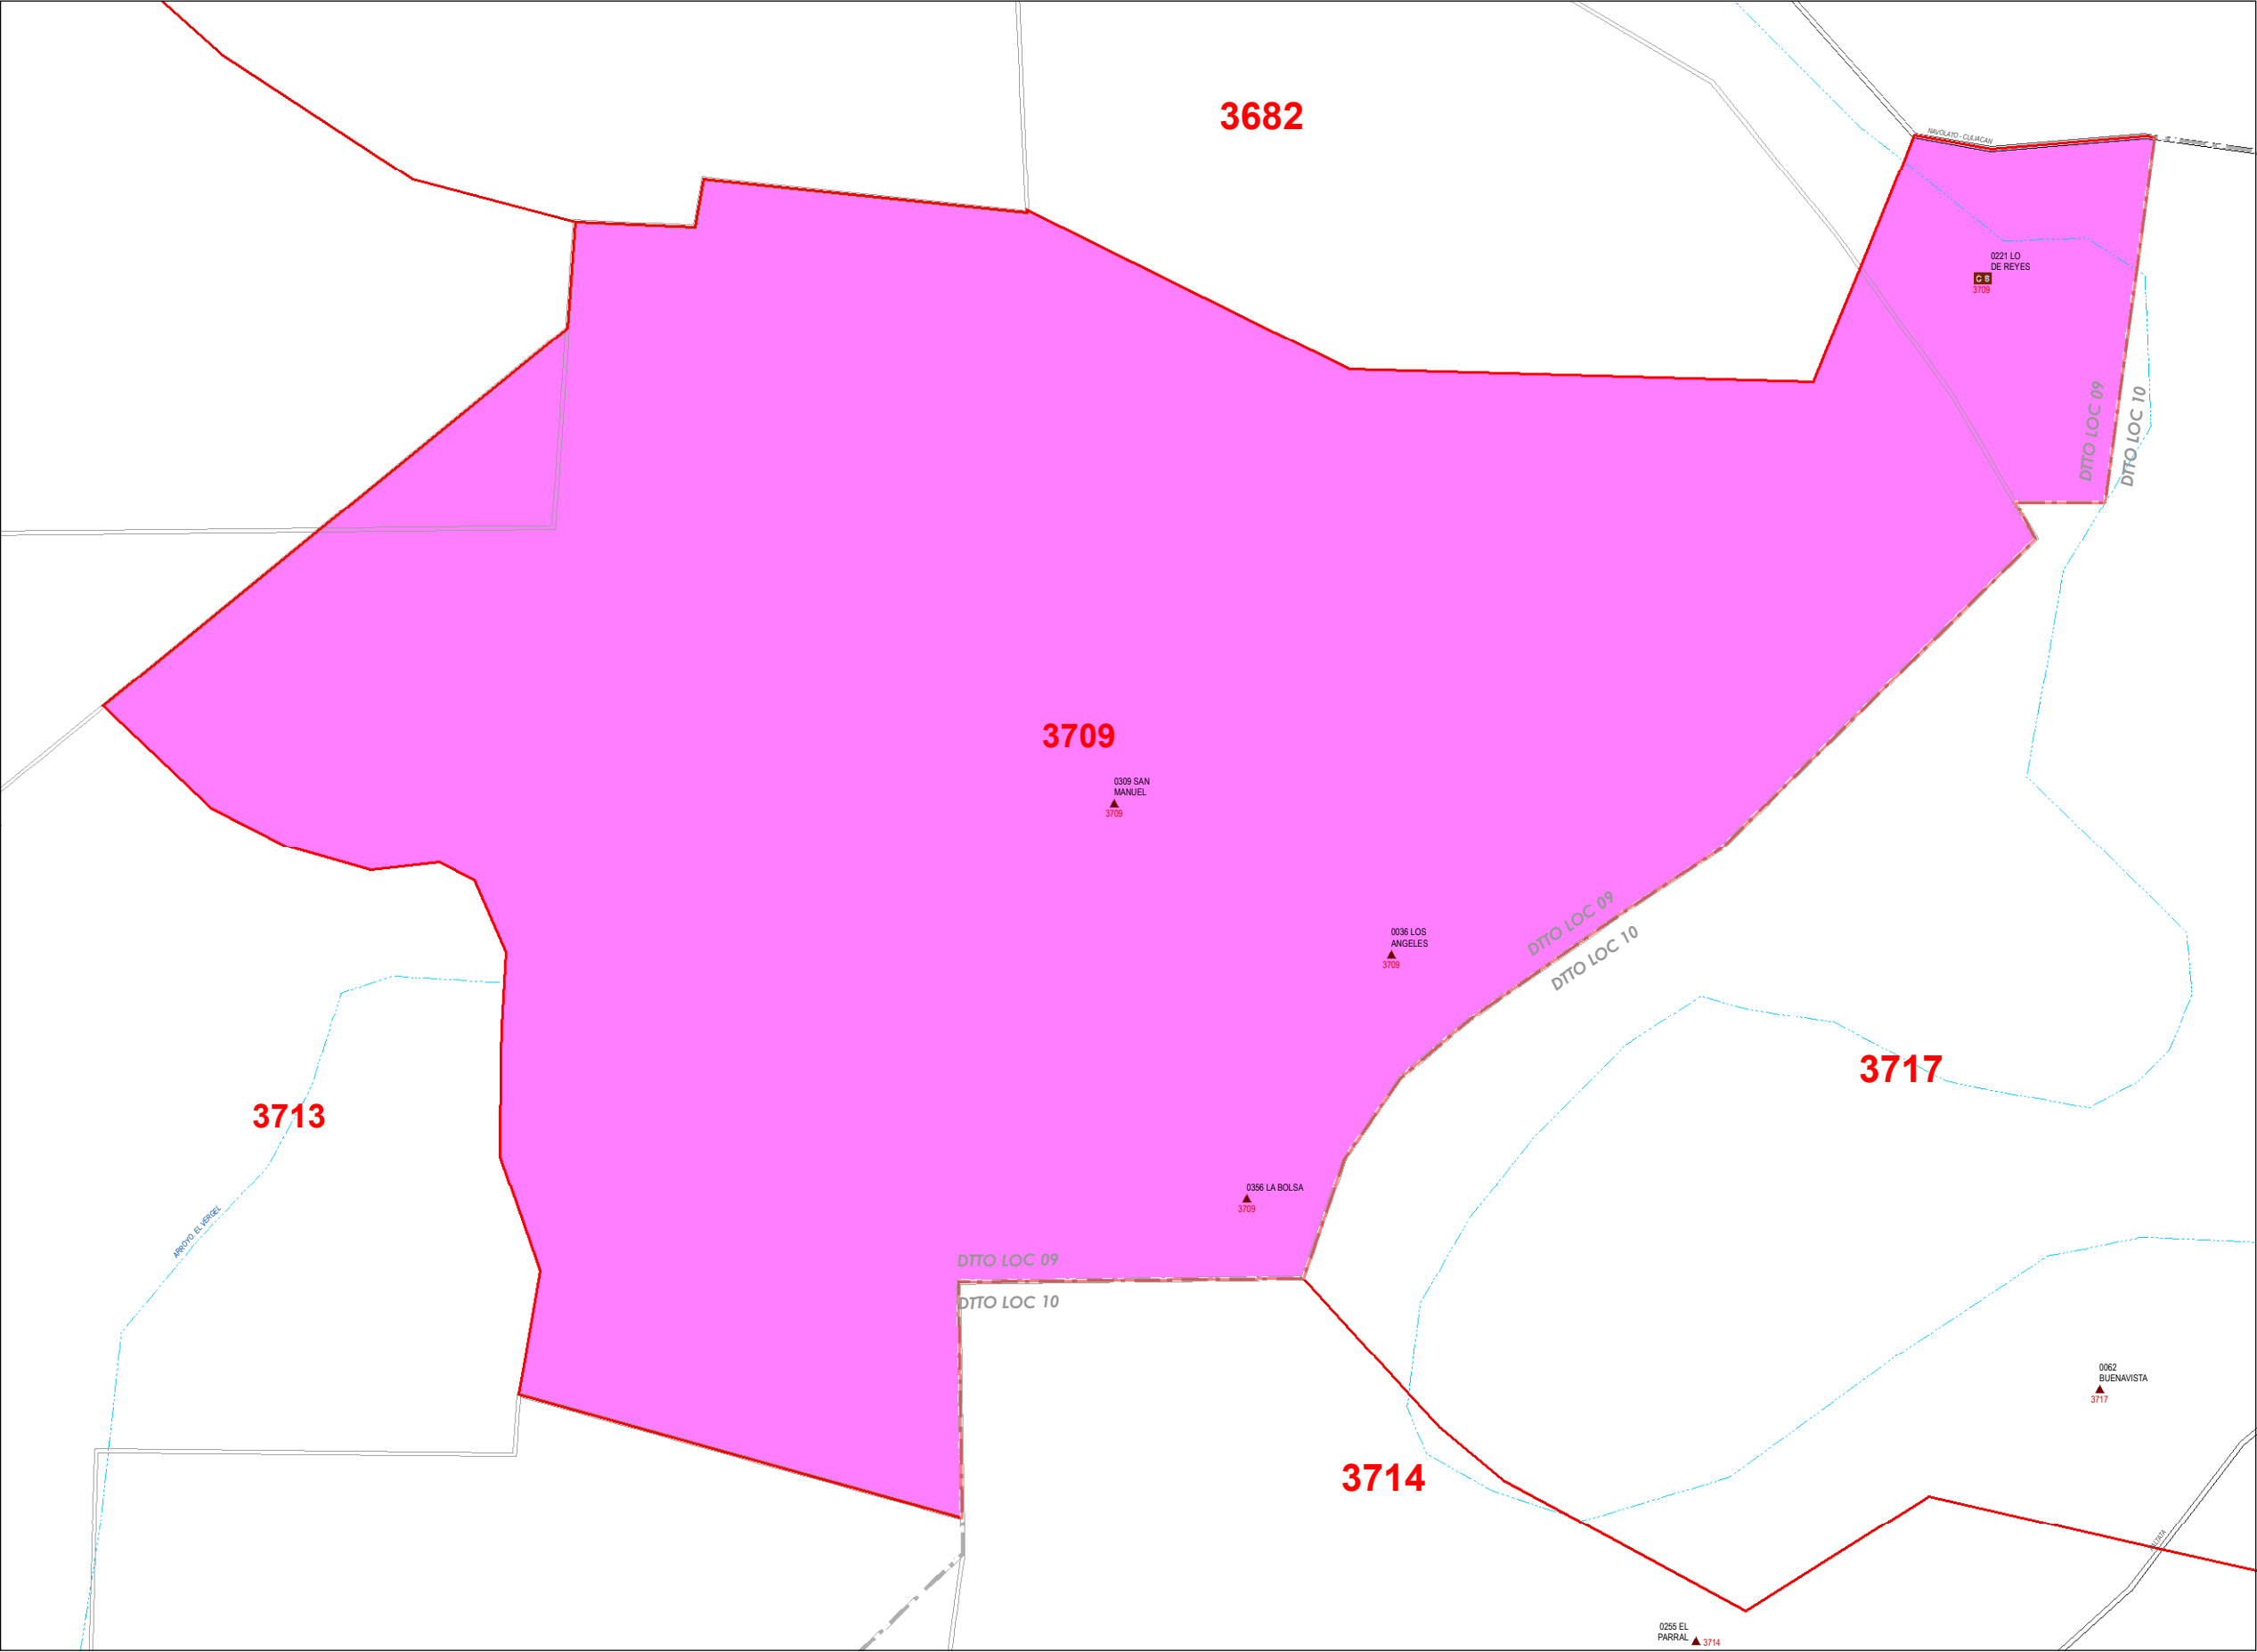 3682
NAVOLATO - CULIACAN
0221 LO
DE REYES
C S
3709
DTTO LOC 09
DTTO LOC 10
3709
0309 SAN
MANUEL
3709
0036 LOS
ANGELES
3709
DTTO LOC 09
DTTO LOC 10
3717
3713
ARROYO EL VERGEL
0356 LA BOLSA
3709
DTTO LOC 09
DTTO LOC 10
0062
BUENAVISTA
3717
3714
0255 EL
PARRAL
3714